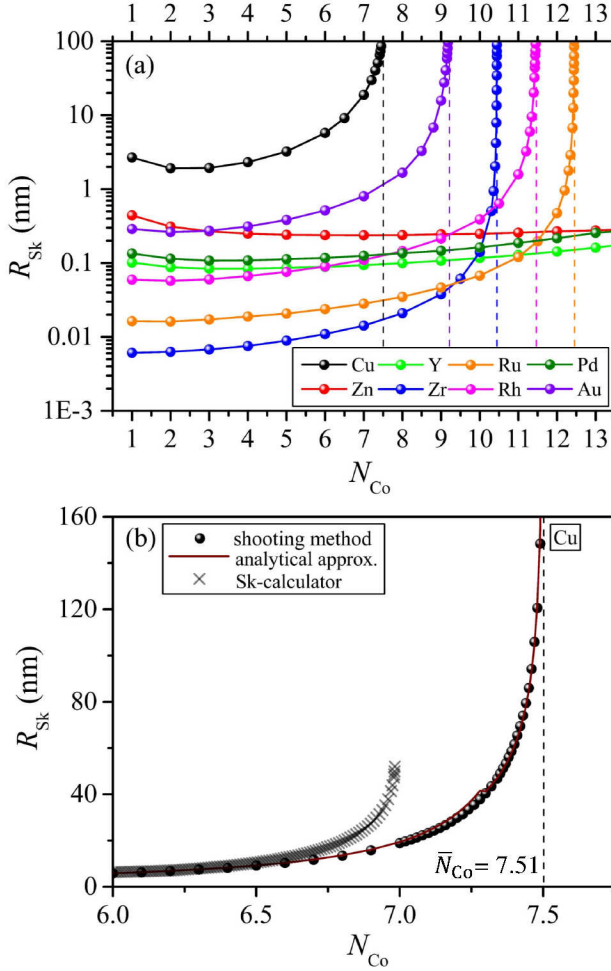 1 2 3 4 5 6 7 8 9 10 11 12 13
100
(a)
10
1
0.1
0.01
1E-3
R_Sk (nm)
Cu Y Ru Pd
Zn Zr Rh Au
1 2 3 4 5 6 7 8 9 10 11 12 13
N_Co
160
(b)
shooting method
analytical approx.
Sk-calculator
Cu
120
80
40
0
R_Sk (nm)
N̄_Co = 7.51
6.0 6.5 7.0 7.5
N_Co